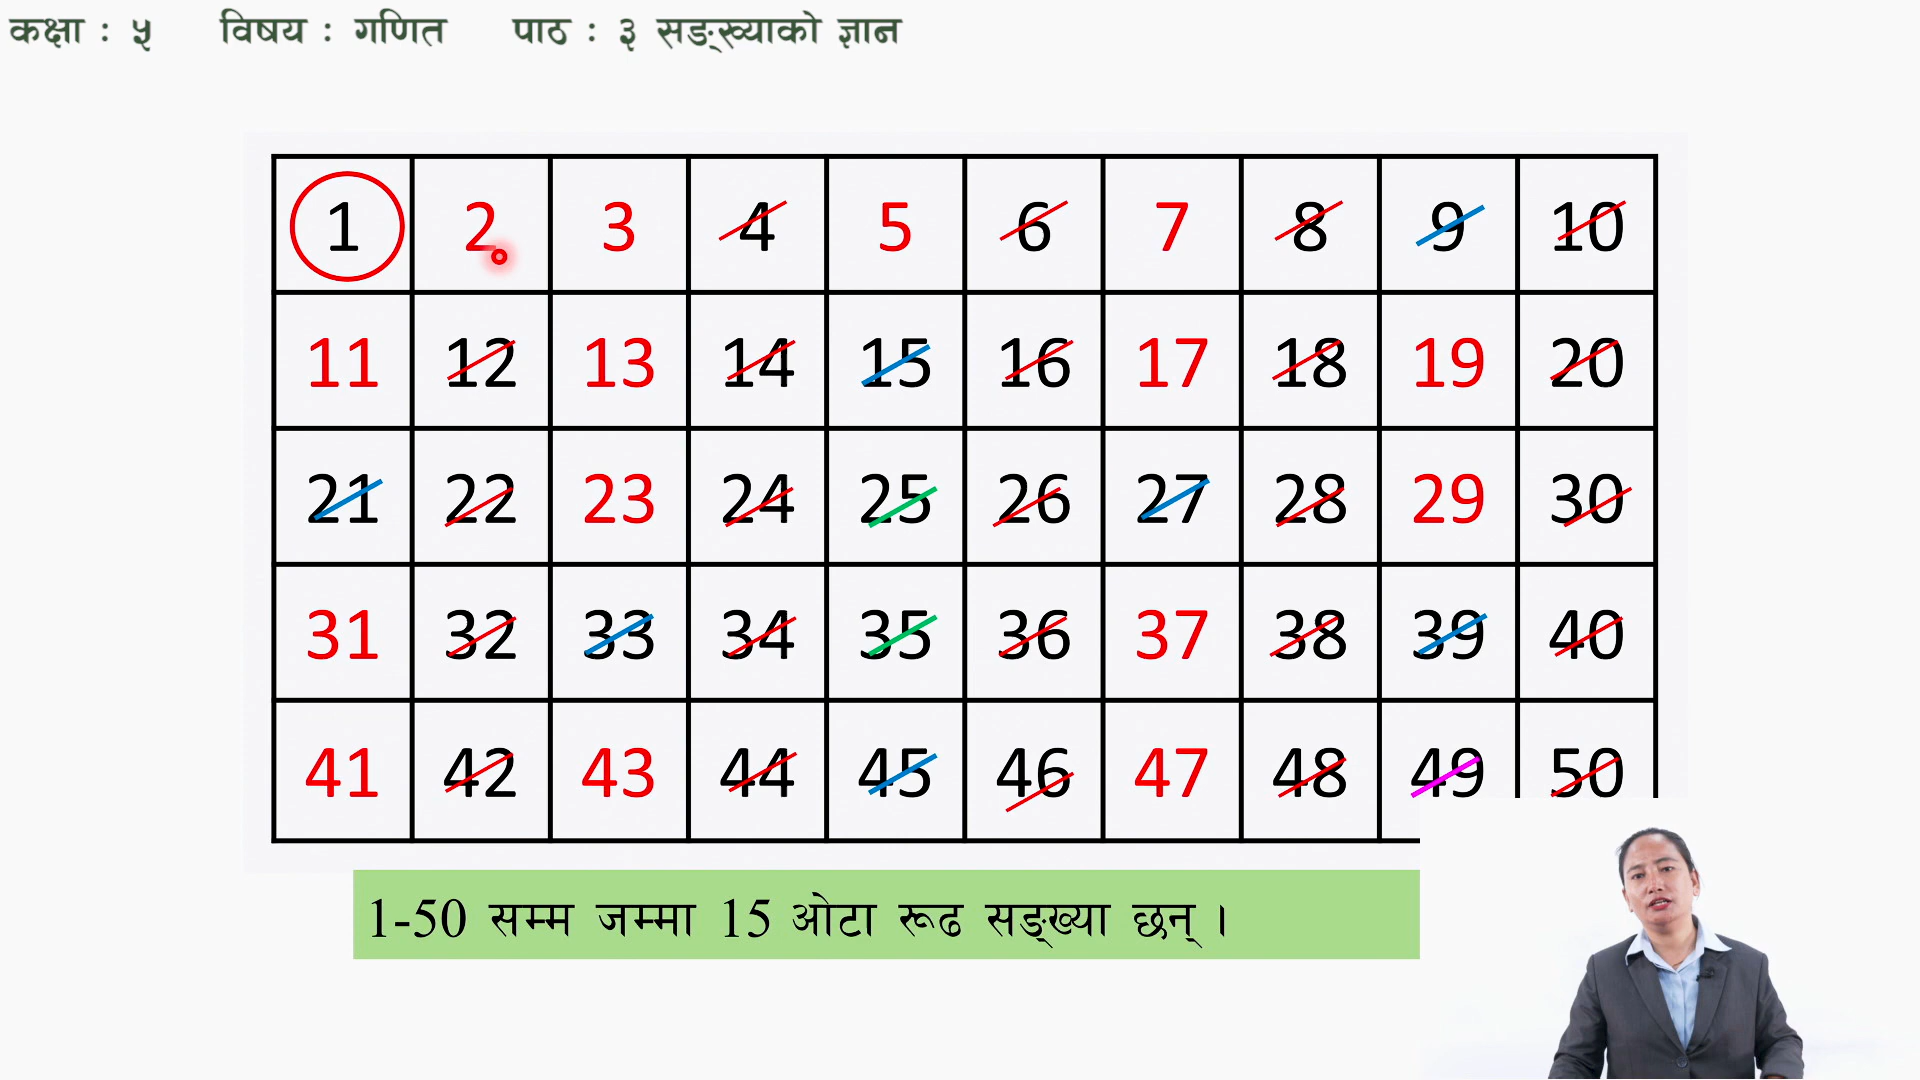 कक्षा : ५ विषय : गणित पाठ : ३ सङ्ख्याको ज्ञान
1 2 3 4 5 6 7 8 9 10
11 12 13 14 15 16 17 18 19 20
21 22 23 24 25 26 27 28 29 30
31 32 33 34 35 36 37 38 39 40
41 42 43 44 45 46 47 48 49 50
1-50 सम्म जम्मा 15 ओटा रूढ सङ्ख्या छन् ।